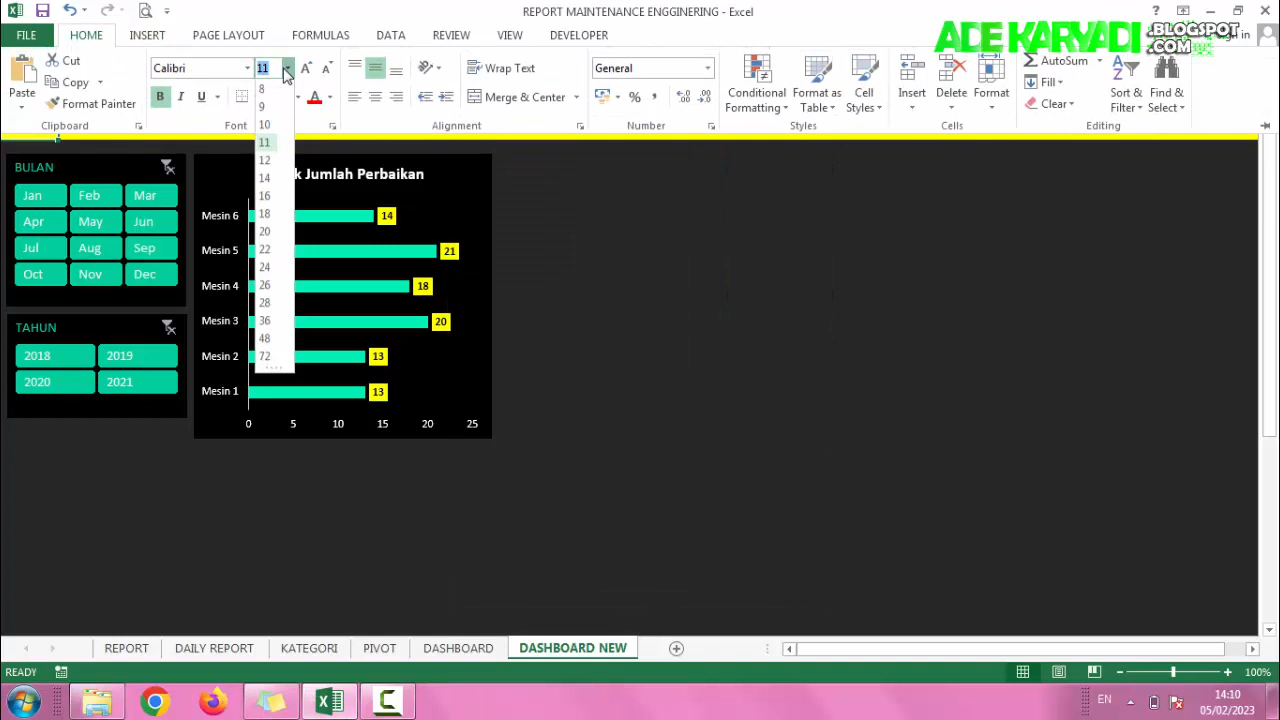 REPORT MAINTENANCE ENGGINERING - Excel
FILE HOME INSERT PAGE LAYOUT FORMULAS DATA REVIEW VIEW DEVELOPER
ADE KARYADI .BLOGSPOT .COM
in
Paste
Cut
Copy
Format Painter
Clipboard
Calibri 11
B I U
A
Font
Wrap Text
Merge & Center
Alignment
General
%
Number
Conditional Formatting
Format as Table
Cell Styles
Styles
Insert
Delete
Format
Cells
AutoSum
Fill
Clear
Sort & Filter
Find & Select
Editing
8
9
10
11
12
14
16
18
20
22
24
26
28
36
48
72
BULAN
Jan Feb Mar
Apr May Jun
Jul Aug Sep
Oct Nov Dec
TAHUN
2018 2019
2020 2021
k Jumlah Perbaikan
Mesin 6 14
Mesin 5 21
Mesin 4 18
Mesin 3 20
Mesin 2 13
Mesin 1 13
0 5 10 15 20 25
REPORT DAILY REPORT KATEGORI PIVOT DASHBOARD DASHBOARD NEW
READY
100%
EN
14:10
05/02/2023